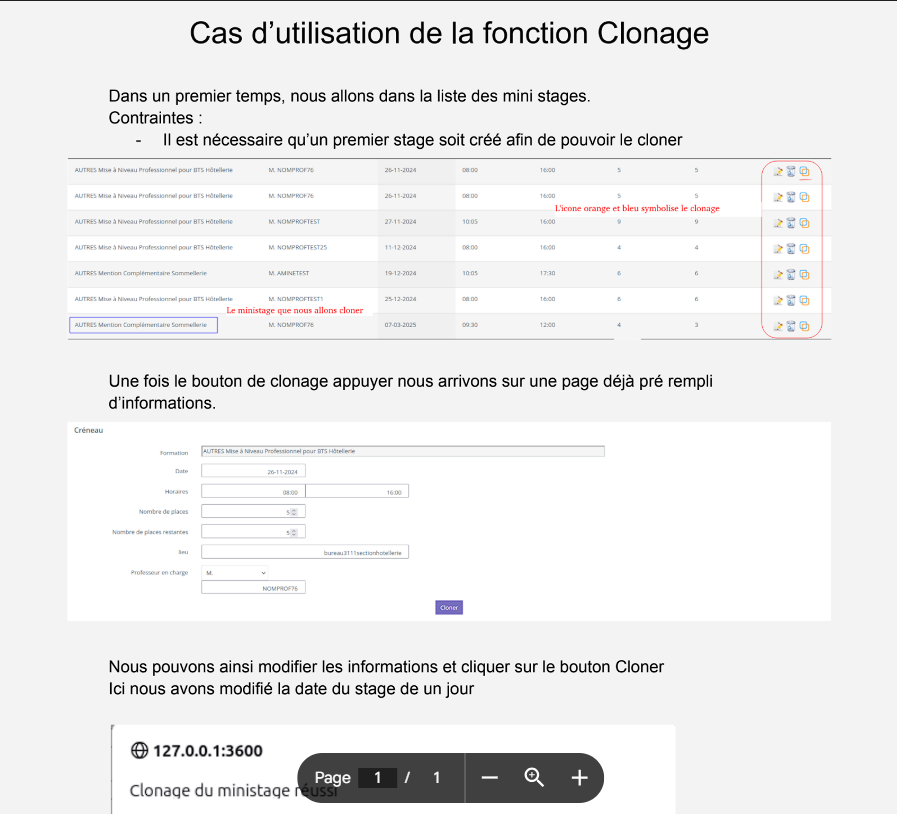 Cas d’utilisation de la fonction Clonage
Dans un premier temps, nous allons dans la liste des mini stages.
Contraintes :
- Il est nécessaire qu’un premier stage soit créé afin de pouvoir le cloner
AUTRES Mise à Niveau Professionnel pour BTS Hôtellerie M. NOMPROF76 26-11-2024 08:00 16:00 5 5
AUTRES Mise à Niveau Professionnel pour BTS Hôtellerie M. NOMPROF76 26-11-2024 08:00 16:00 5 5
L'icone orange et bleu symbolise le clonage
AUTRES Mise à Niveau Professionnel pour BTS Hôtellerie M. NOMPROFTEST 27-11-2024 10:05 16:00 9 9
AUTRES Mise à Niveau Professionnel pour BTS Hôtellerie M. NOMPROFTEST25 11-12-2024 08:00 16:00 4 4
AUTRES Mention Complémentaire Sommellerie M. AMINETEST 19-12-2024 10:05 17:30 6 6
AUTRES Mise à Niveau Professionnel pour BTS Hôtellerie M. NOMPROFTEST1 25-12-2024 08:00 16:00 6 6
Le ministage que nous allons cloner
AUTRES Mention Complémentaire Sommellerie M. NOMPROF76 07-03-2025 09:30 12:00 4 3
Une fois le bouton de clonage appuyer nous arrivons sur une page déjà pré rempli
d’informations.
Créneau
Formation AUTRES Mise à Niveau Professionnel pour BTS Hôtellerie
Date 26-11-2024
Horaires 08:00 16:00
Nombre de places 5
Nombre de places restantes 5
lieu bureau3111sectionhotellerie
Professeur en charge M.
NOMPROF76
Cloner
Nous pouvons ainsi modifier les informations et cliquer sur le bouton Cloner
Ici nous avons modifié la date du stage de un jour
127.0.0.1:3600
Clonage du ministage réussi
Page 1 / 1